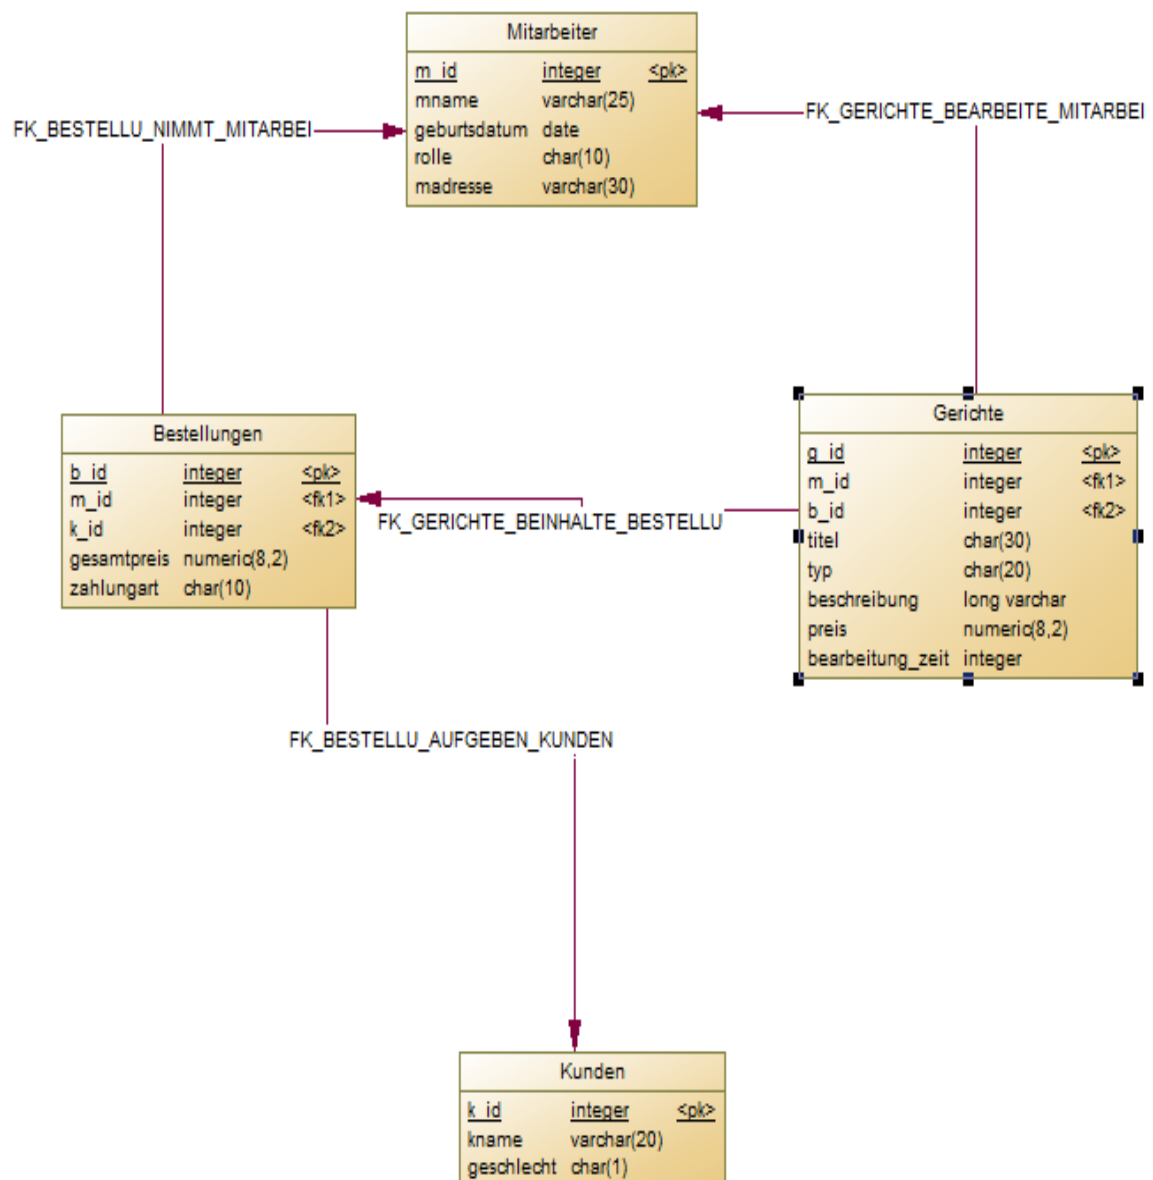 Mitarbeiter
m_id integer <pk>
mname varchar(25)
geburtsdatum date
rolle char(10)
madresse varchar(30)
FK_BESTELLU_NIMMT_MITARBEI
FK_GERICHTE_BEARBEITE_MITARBEI
Bestellungen
b_id integer <pk>
m_id integer <fk1>
k_id integer <fk2>
gesamtpreis numeric(8,2)
zahlungart char(10)
FK_GERICHTE_BEINHALTE_BESTELLU
Gerichte
g_id integer <pk>
m_id integer <fk1>
b_id integer <fk2>
titel char(30)
typ char(20)
beschreibung long varchar
preis numeric(8,2)
bearbeitung_zeit integer
FK_BESTELLU_AUFGEBEN_KUNDEN
Kunden
k_id integer <pk>
kname varchar(20)
geschlecht char(1)